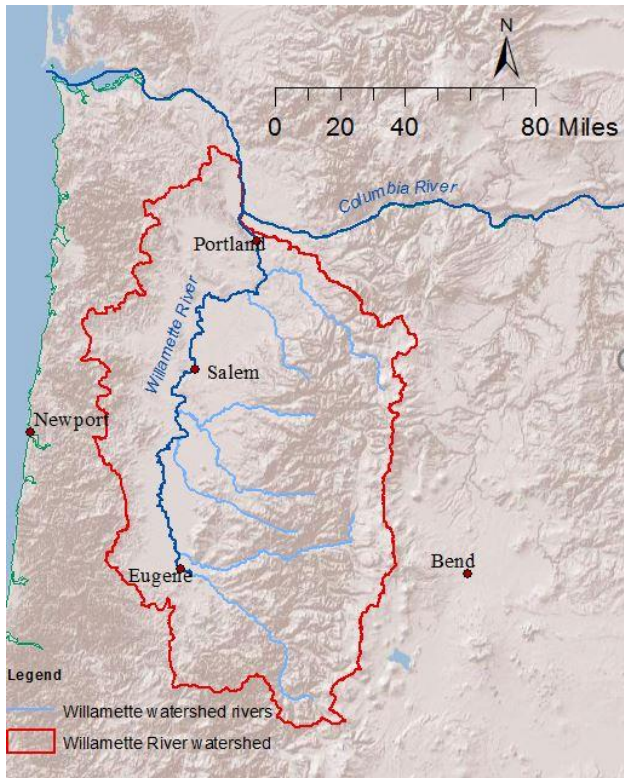 N
0 20 40 80 Miles
Columbia River
Portland
Willamette River
Salem
Newport
Eugene
Bend
Legend
Willamette watershed rivers
Willamette River watershed